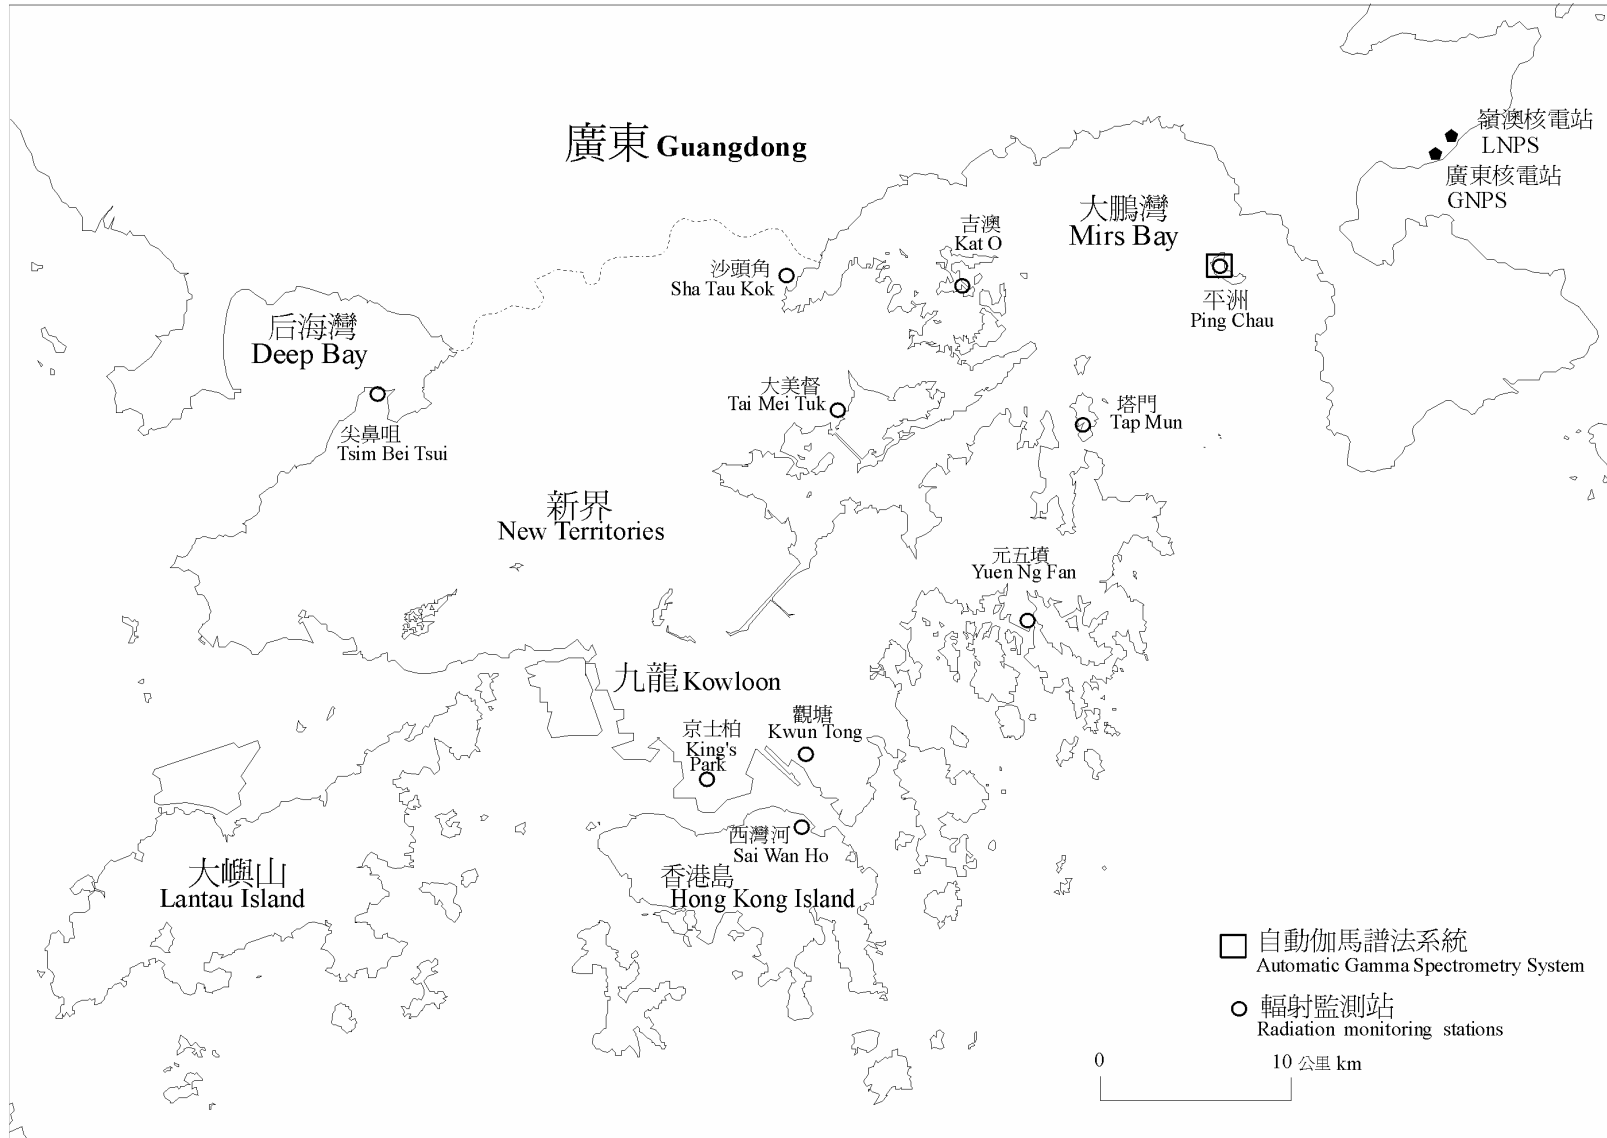 嶺澳核電站
LNPS
廣東 Guangdong
廣東核電站
GNPS
大鵬灣
Mirs Bay
吉澳
Kat O
沙頭角
Sha Tau Kok
平洲
Ping Chau
后海灣
Deep Bay
大美督
Tai Mei Tuk
塔門
Tap Mun
尖鼻咀
Tsim Bei Tsui
新界
New Territories
元五墳
Yuen Ng Fan
九龍 Kowloon
京士柏
King's
Park
觀塘
Kwun Tong
西灣河
Sai Wan Ho
大嶼山
Lantau Island
香港島
Hong Kong Island
自動伽馬譜法系統
Automatic Gamma Spectrometry System
輻射監測站
Radiation monitoring stations
0 10 公里 km